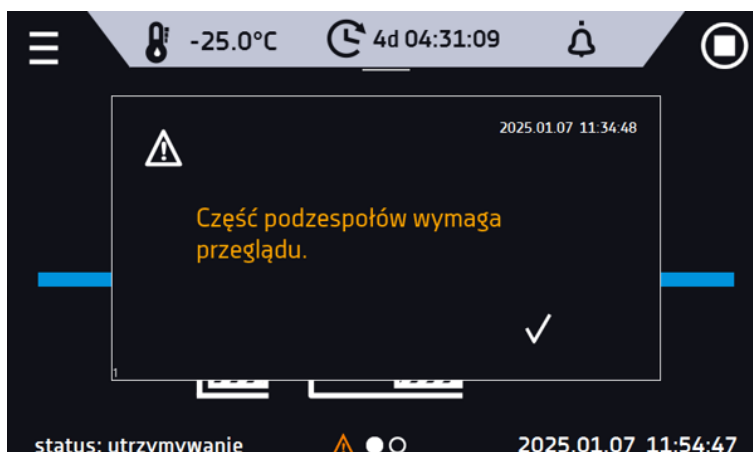 -25.0°C 4d 04:31:09
2025.01.07 11:34:48
Część podzespołów wymaga
przeglądu.
1
status: utrzymywanie 2025.01.07 11:54:47